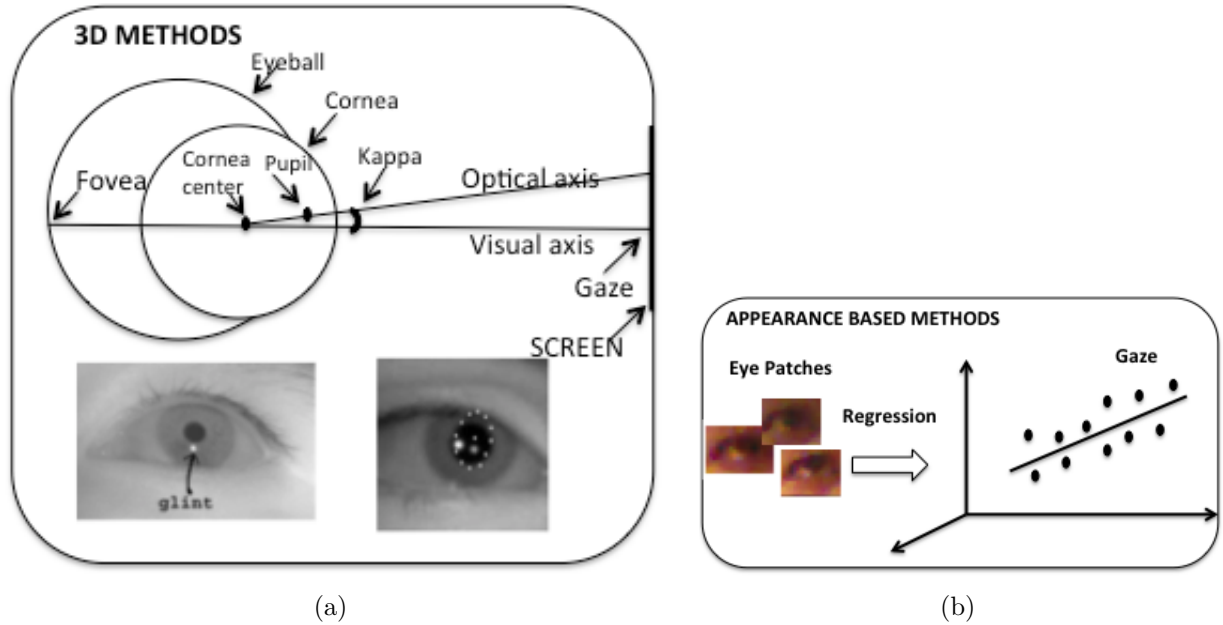 3D METHODS
Eyeball
Cornea
Cornea
center
Pupil
Kappa
Fovea
Optical axis
Visual axis
Gaze
SCREEN
glint
(a)
APPEARANCE BASED METHODS
Eye Patches
Gaze
Regression
(b)